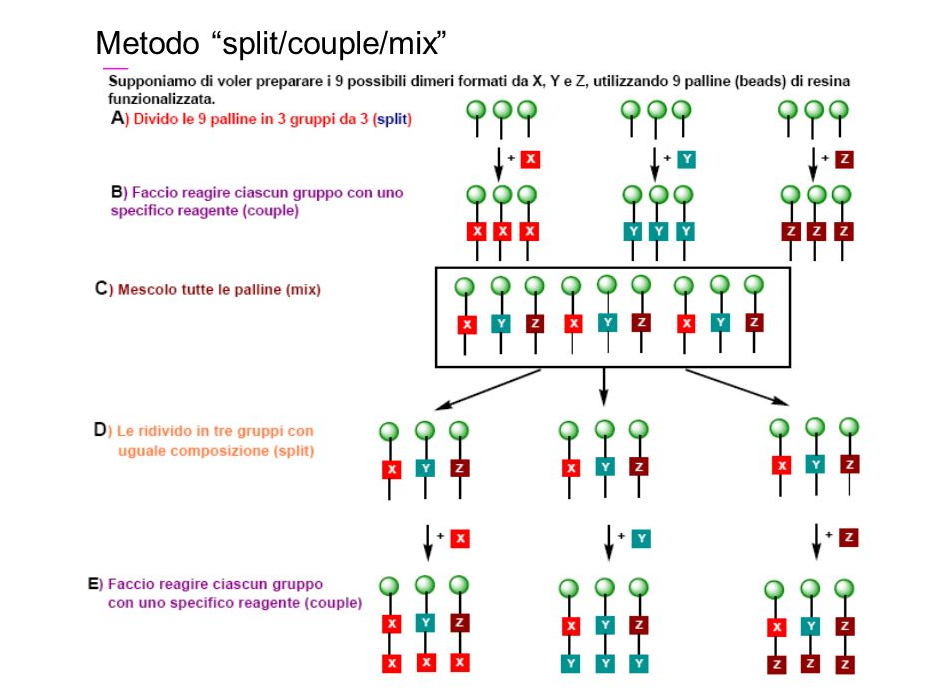 Metodo “split/couple/mix”
Supponiamo di voler preparare i 9 possibili dimeri formati da X, Y e Z, utilizzando 9 palline (beads) di resina
funzionalizzata.
A) Divido le 9 palline in 3 gruppi da 3 (split)
+ X + Y + Z
B) Faccio reagire ciascun gruppo con uno
specifico reagente (couple)
X X X Y Y Y Z Z Z
C) Mescolo tutte le palline (mix)
X Y Z X Y Z X Y Z
D) Le ridivido in tre gruppi con
uguale composizione (split)
X Y Z X Y Z X Y Z
+ X + Y + Z
E) Faccio reagire ciascun gruppo
con uno specifico reagente (couple)
X Y Z X Y Z X Y Z
X X X Y Y Y Z Z Z